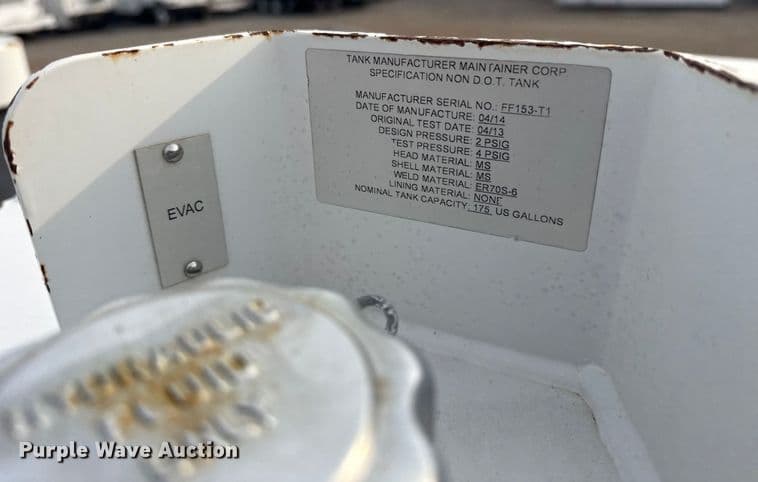 TANK MANUFACTURER MAINTAINER CORP
SPECIFICATION NON D.O.T. TANK
MANUFACTURER SERIAL NO.: FF153-T1
DATE OF MANUFACTURE: 04/14
ORIGINAL TEST DATE: 04/13
DESIGN PRESSURE: 2 PSIG
TEST PRESSURE: 4 PSIG
HEAD MATERIAL: MS
SHELL MATERIAL: MS
WELD MATERIAL: ER70S-6
LINING MATERIAL: NONE
NOMINAL TANK CAPACITY: 175 US GALLONS
EVAC
HYDRAULIC
OIL
Purple Wave Auction